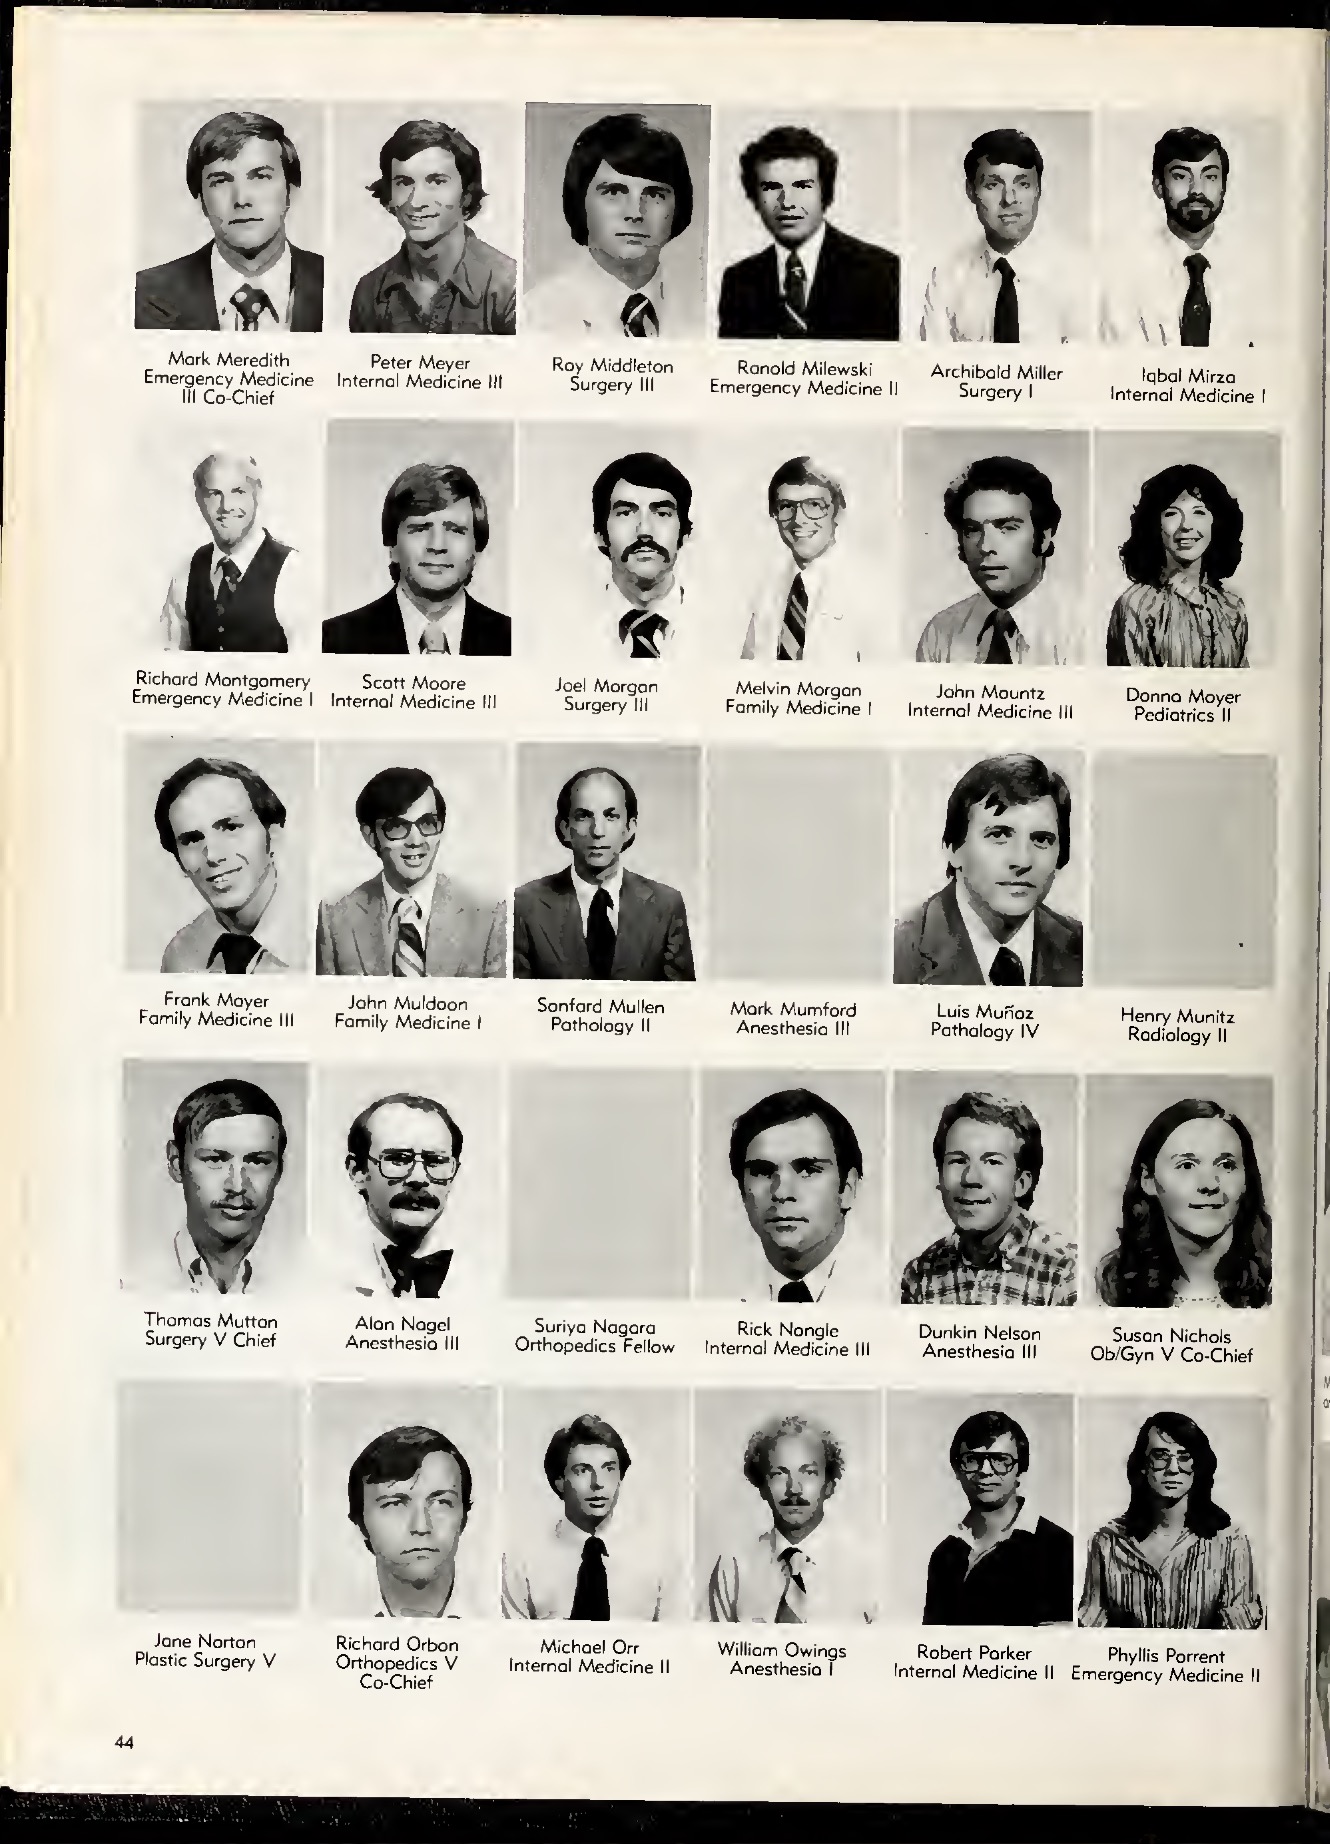 Mark Meredith
Emergency Medicine
III Co-Chief
Peter Meyer
Internal Medicine III
Ray Middleton
Surgery III
Ranold Milewski
Emergency Medicine II
Archibald Miller
Surgery I
Iqbal Mirza
Internal Medicine I
Richard Montgomery
Emergency Medicine I
Scott Moore
Internal Medicine III
Joel Morgan
Surgery III
Melvin Morgan
Family Medicine I
John Mountz
Internal Medicine III
Donna Moyer
Pediatrics II
Frank Moyer
Family Medicine III
John Muldoon
Family Medicine I
Sanford Mullen
Pathology II
Mark Mumford
Anesthesia III
Luis Muñoz
Pathology IV
Henry Munitz
Radiology II
Thomas Mutton
Surgery V Chief
Alan Nagel
Anesthesia III
Suriya Nagara
Orthopedics Fellow
Rick Nangle
Internal Medicine III
Dunkin Nelson
Anesthesia III
Susan Nichols
Ob/Gyn V Co-Chief
Jane Norton
Plastic Surgery V
Richard Orban
Orthopedics V
Co-Chief
Michael Orr
Internal Medicine II
William Owings
Anesthesia I
Robert Parker
Internal Medicine II
Phyllis Parrent
Emergency Medicine II
44